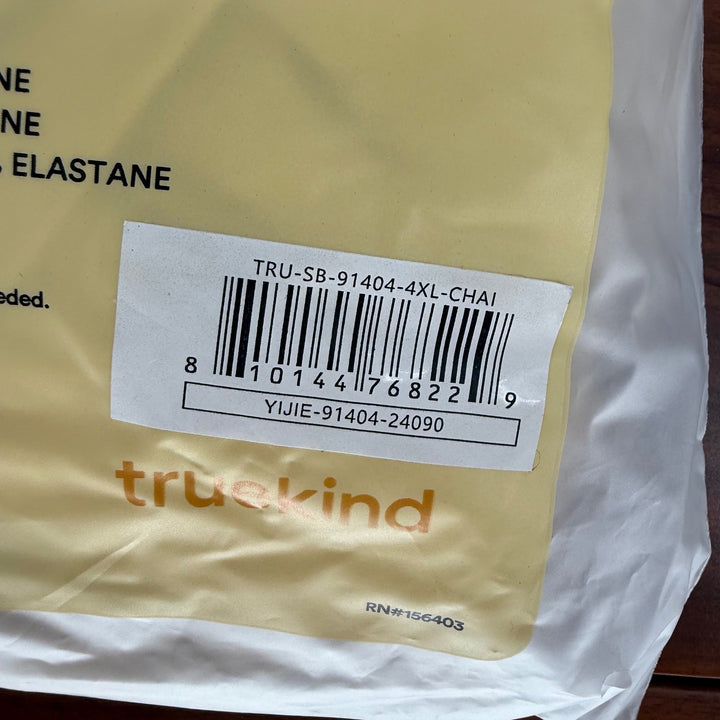 NE
NE
ELASTANE
eded.
TRU-SB-91404-4XL-CHAI
8 10144 76822 9
YIJIE-91404-24090
truekind
RN#156403